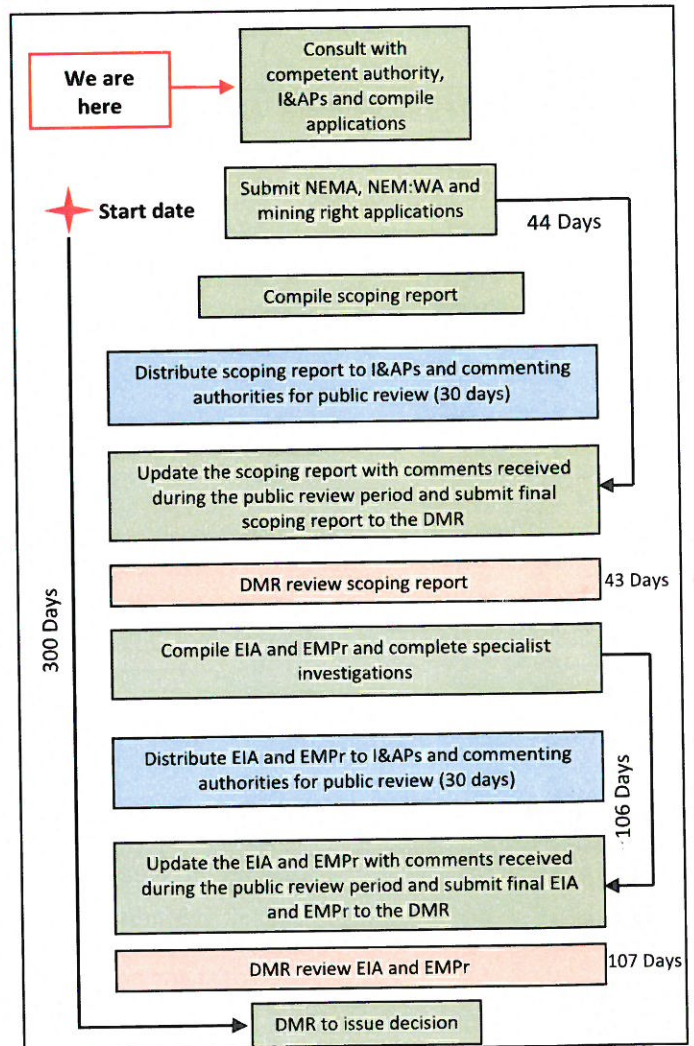 We are
here
Consult with
competent authority,
I&APs and compile
applications
Start date
Submit NEMA, NEM:WA and
mining right applications
44 Days
Compile scoping report
Distribute scoping report to I&APs and commenting
authorities for public review (30 days)
Update the scoping report with comments received
during the public review period and submit final
scoping report to the DMR
DMR review scoping report
43 Days
300 Days
Compile EIA and EMPr and complete specialist
investigations
Distribute EIA and EMPr to I&APs and commenting
authorities for public review (30 days)
106 Days
Update the EIA and EMPr with comments received
during the public review period and submit final EIA
and EMPr to the DMR
DMR review EIA and EMPr
107 Days
DMR to issue decision